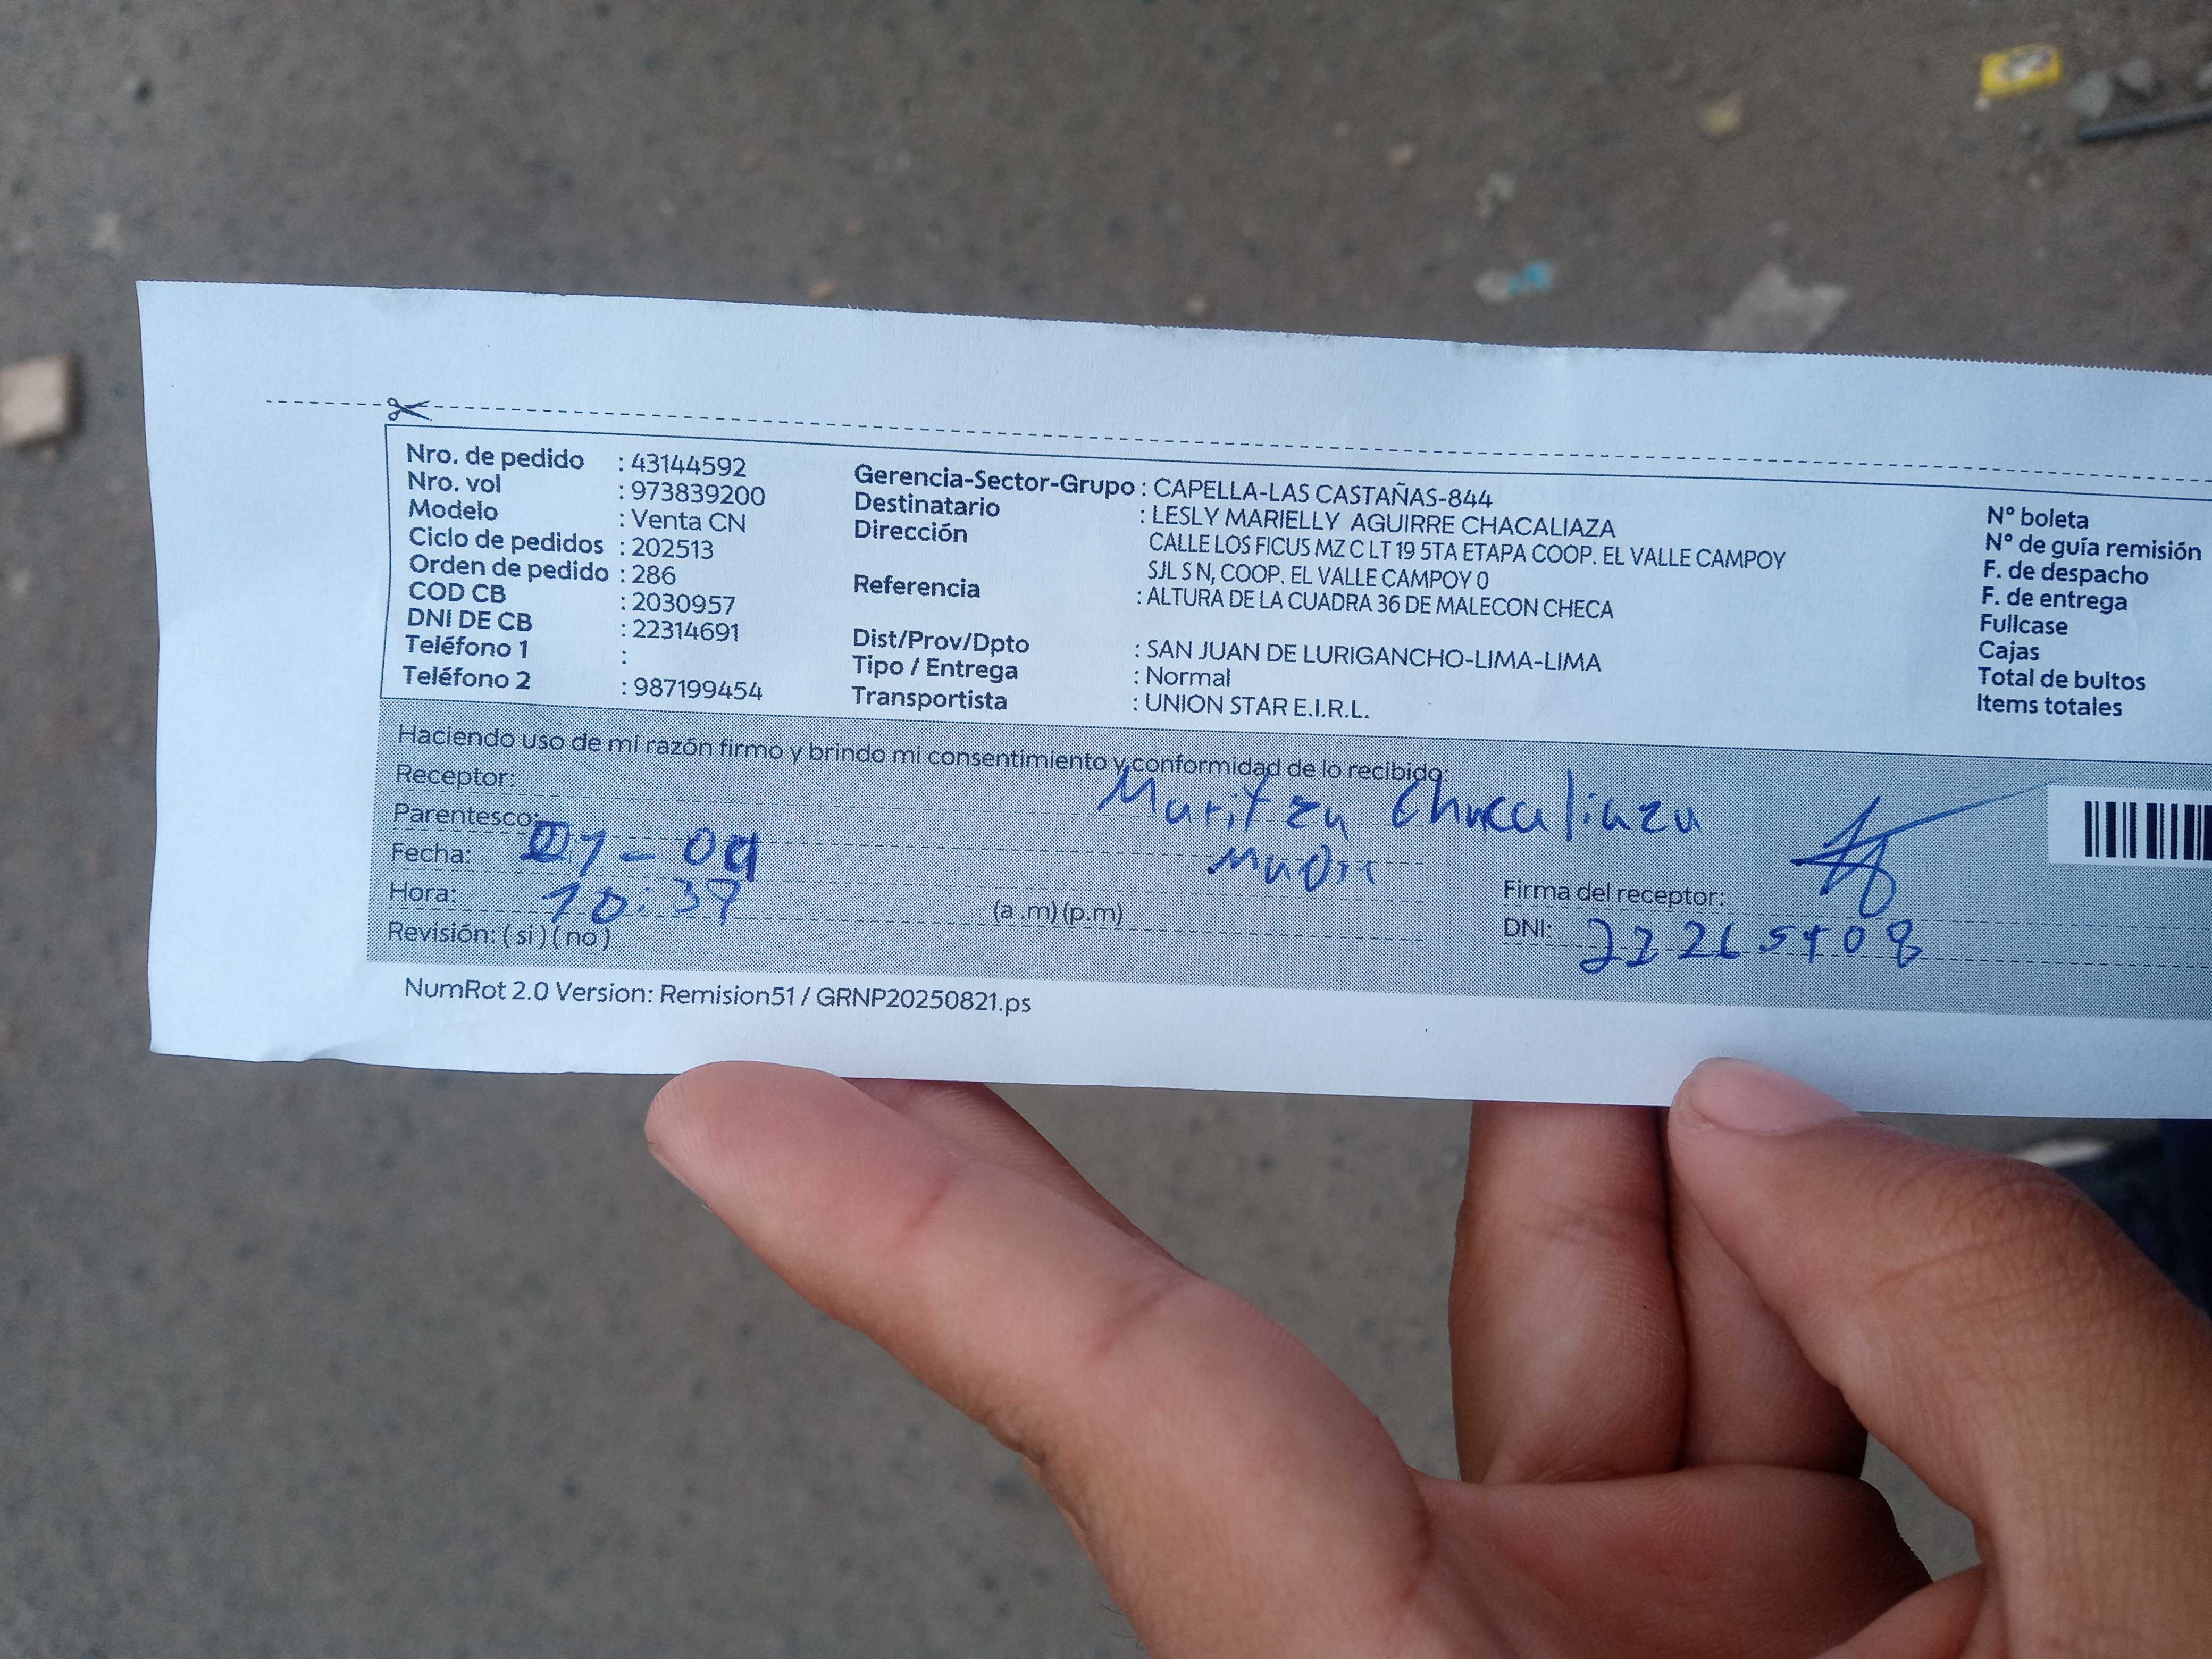 Nro. de pedido : 43144592
Nro. vol : 973839200
Modelo : Venta CN
Ciclo de pedidos : 202513
Orden de pedido : 286
COD CB : 2030957
DNI DE CB : 22314691
Teléfono 1 :
Teléfono 2 : 987199454
Gerencia-Sector-Grupo : CAPELLA-LAS CASTAÑAS-844
Destinatario : LESLY MARIELLY AGUIRRE CHACALIAZA
Dirección CALLE LOS FICUS MZ C LT 19 5TA ETAPA COOP. EL VALLE CAMPOY
SJL S N, COOP. EL VALLE CAMPOY 0
Referencia : ALTURA DE LA CUADRA 36 DE MALECON CHECA
Dist/Prov/Dpto : SAN JUAN DE LURIGANCHO-LIMA-LIMA
Tipo / Entrega : Normal
Transportista : UNION STAR E.I.R.L.
N° boleta
N° de guía remisión
F. de despacho
F. de entrega
Fullcase
Cajas
Total de bultos
Items totales
Haciendo uso de mi razón firmo y brindo mi consentimiento y conformidad de lo recibido:
Receptor: Maritza Chacaliaza
Parentesco: Madre
Fecha: 01-09
Hora: 10:37 (a .m) (p.m)
Revisión: ( si ) ( no )
Firma del receptor:
DNI:
NumRot 2.0 Version: Remision51 / GRNP20250821.ps